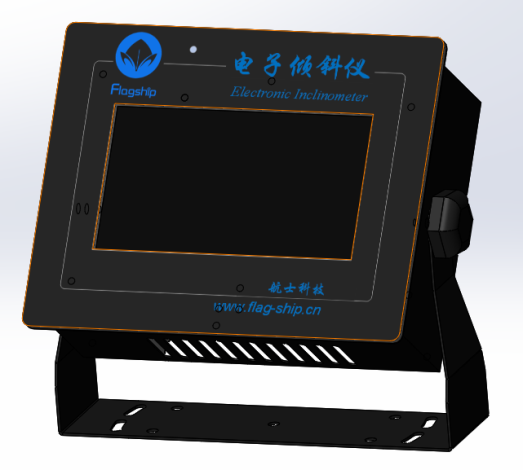 电子倾斜仪
Flagship
Electronic Inclinometer
航士科技
www.flag-ship.cn